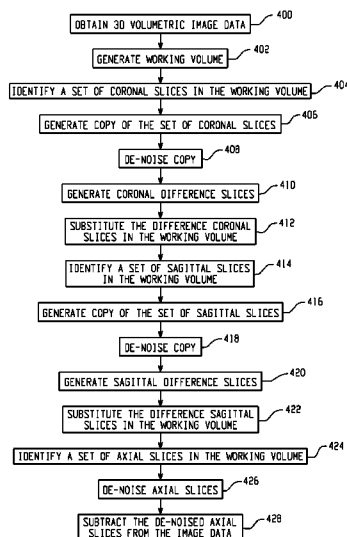 OBTAIN 3D VOLUMETRIC IMAGE DATA
400
GENERATE WORKING VOLUME
402
IDENTIFY A SET OF CORONAL SLICES IN THE WORKING VOLUME
404
GENERATE COPY OF THE SET OF CORONAL SLICES
406
DE-NOISE COPY
408
GENERATE CORONAL DIFFERENCE SLICES
410
SUBSTITUTE THE DIFFERENCE CORONAL
SLICES IN THE WORKING VOLUME
412
IDENTIFY A SET OF SAGITTAL SLICES
IN THE WORKING VOLUME
414
GENERATE COPY OF THE SET OF SAGITTAL SLICES
416
DE-NOISE COPY
418
GENERATE SAGITTAL DIFFERENCE SLICES
420
SUBSTITUTE THE DIFFERENCE SAGITTAL
SLICES IN THE WORKING VOLUME
422
IDENTIFY A SET OF AXIAL SLICES IN THE WORKING VOLUME
424
DE-NOISE AXIAL SLICES
426
SUBTRACT THE DE-NOISED AXIAL
SLICES FROM THE IMAGE DATA
428